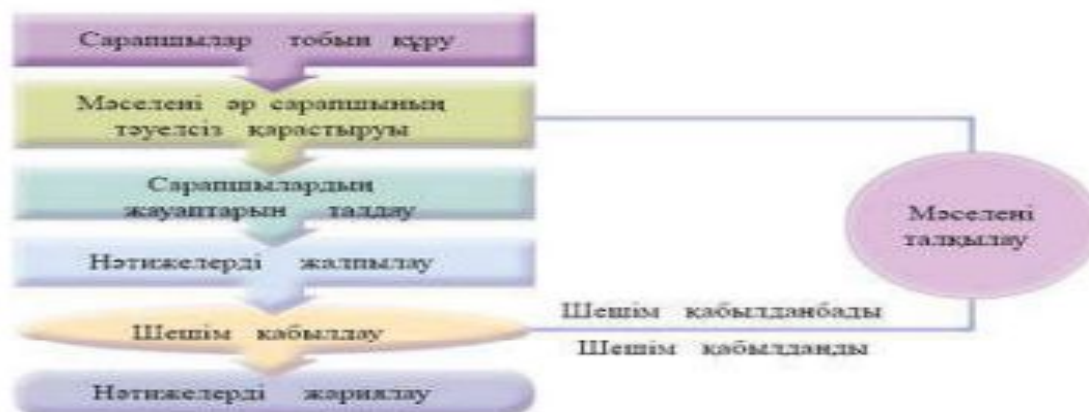 Сарапшылар тобын құру
Мәселені әр сарапшының
тәуелсіз қарастыруы
Сарапшылардың
жауаптарын талдау
Нәтижелерді жалпылау
Шешім қабылдау
Нәтижелерді жариялау
Шешім қабылданбады
Шешім қабылданды
Мәселені
талқылау